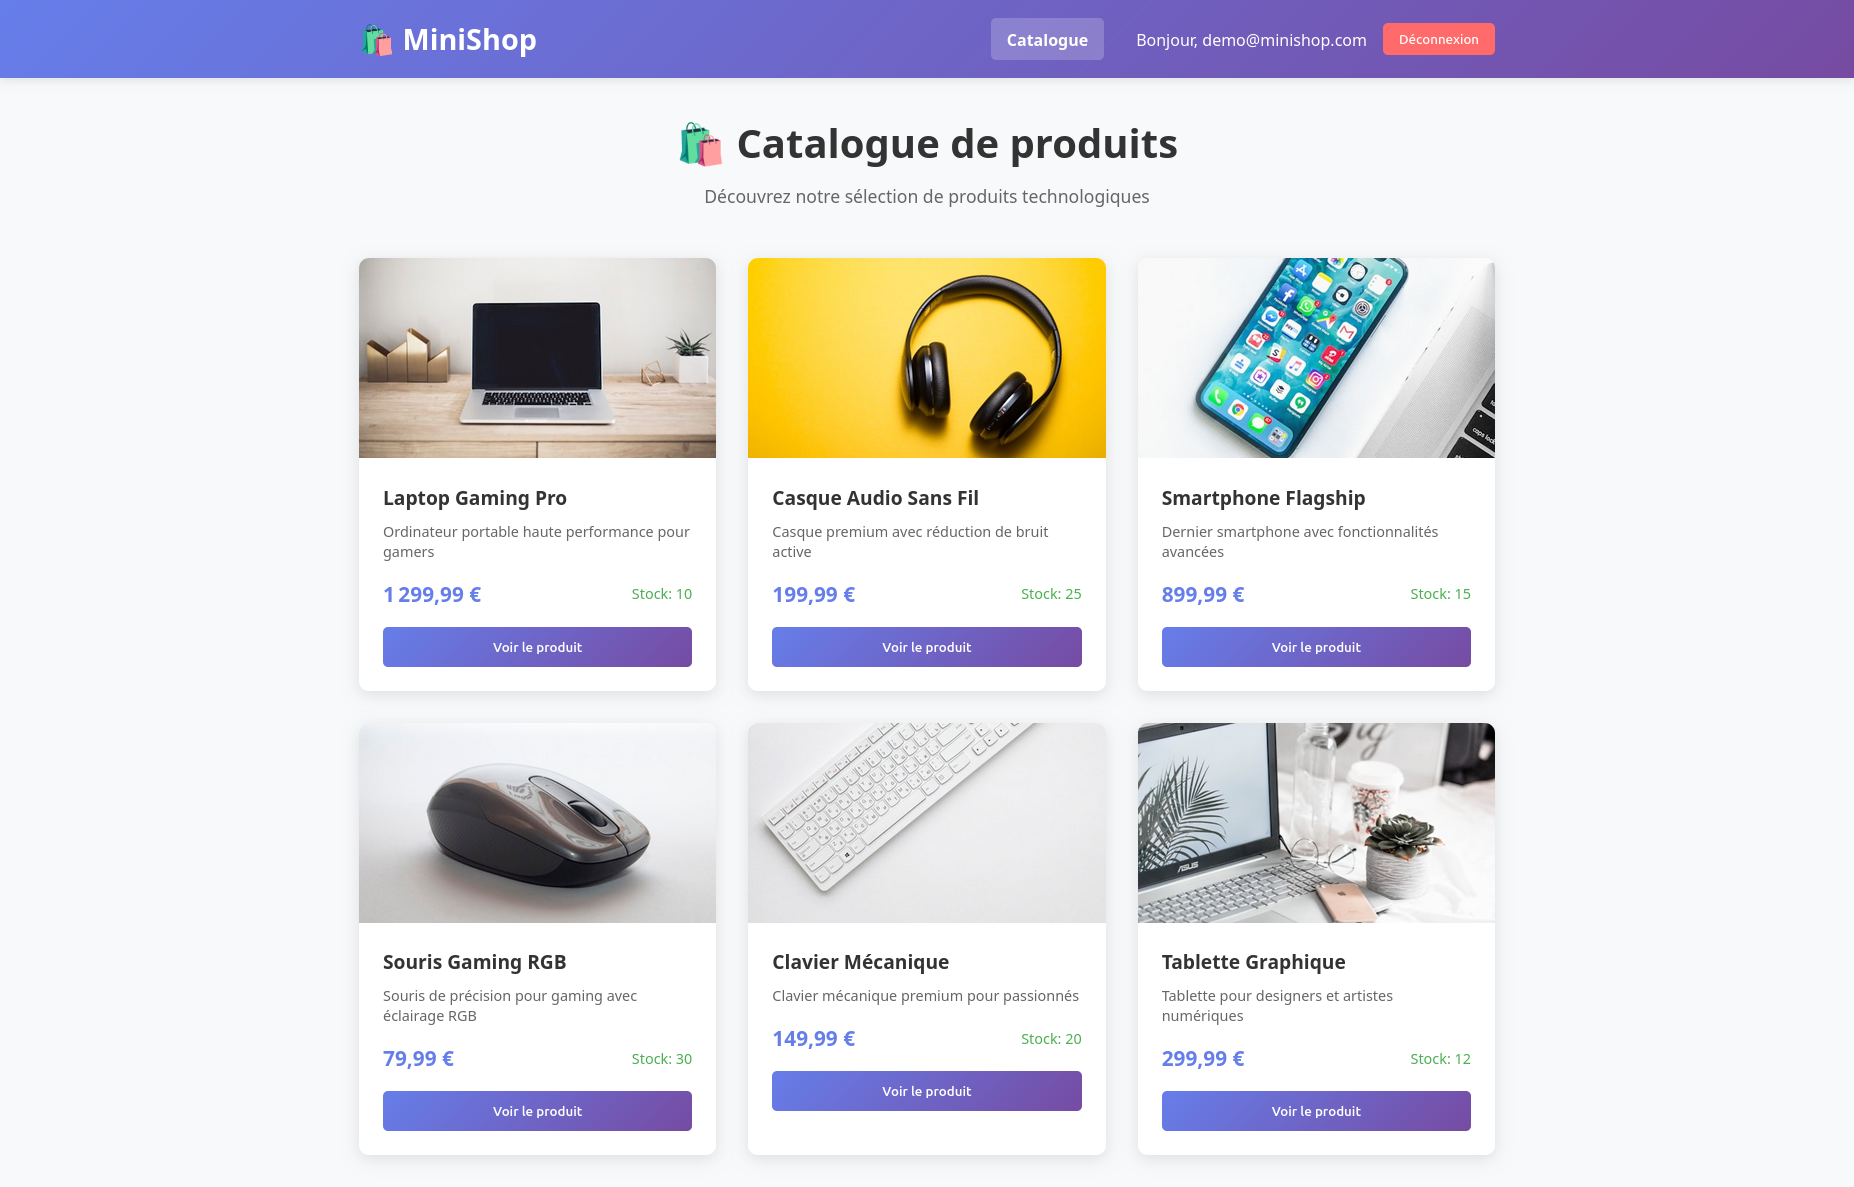 MiniShop
Catalogue
Bonjour, demo@minishop.com
Déconnexion
Catalogue de produits
Découvrez notre sélection de produits technologiques
Laptop Gaming Pro
Ordinateur portable haute performance pour
gamers
1 299,99 €
Stock: 10
Voir le produit
Casque Audio Sans Fil
Casque premium avec réduction de bruit
active
199,99 €
Stock: 25
Voir le produit
caps lock
Smartphone Flagship
Dernier smartphone avec fonctionnalités
avancées
899,99 €
Stock: 15
Voir le produit
Souris Gaming RGB
Souris de précision pour gaming avec
éclairage RGB
79,99 €
Stock: 30
Voir le produit
Clavier Mécanique
Clavier mécanique premium pour passionnés
149,99 €
Stock: 20
Voir le produit
ASUS
Tablette Graphique
Tablette pour designers et artistes
numériques
299,99 €
Stock: 12
Voir le produit